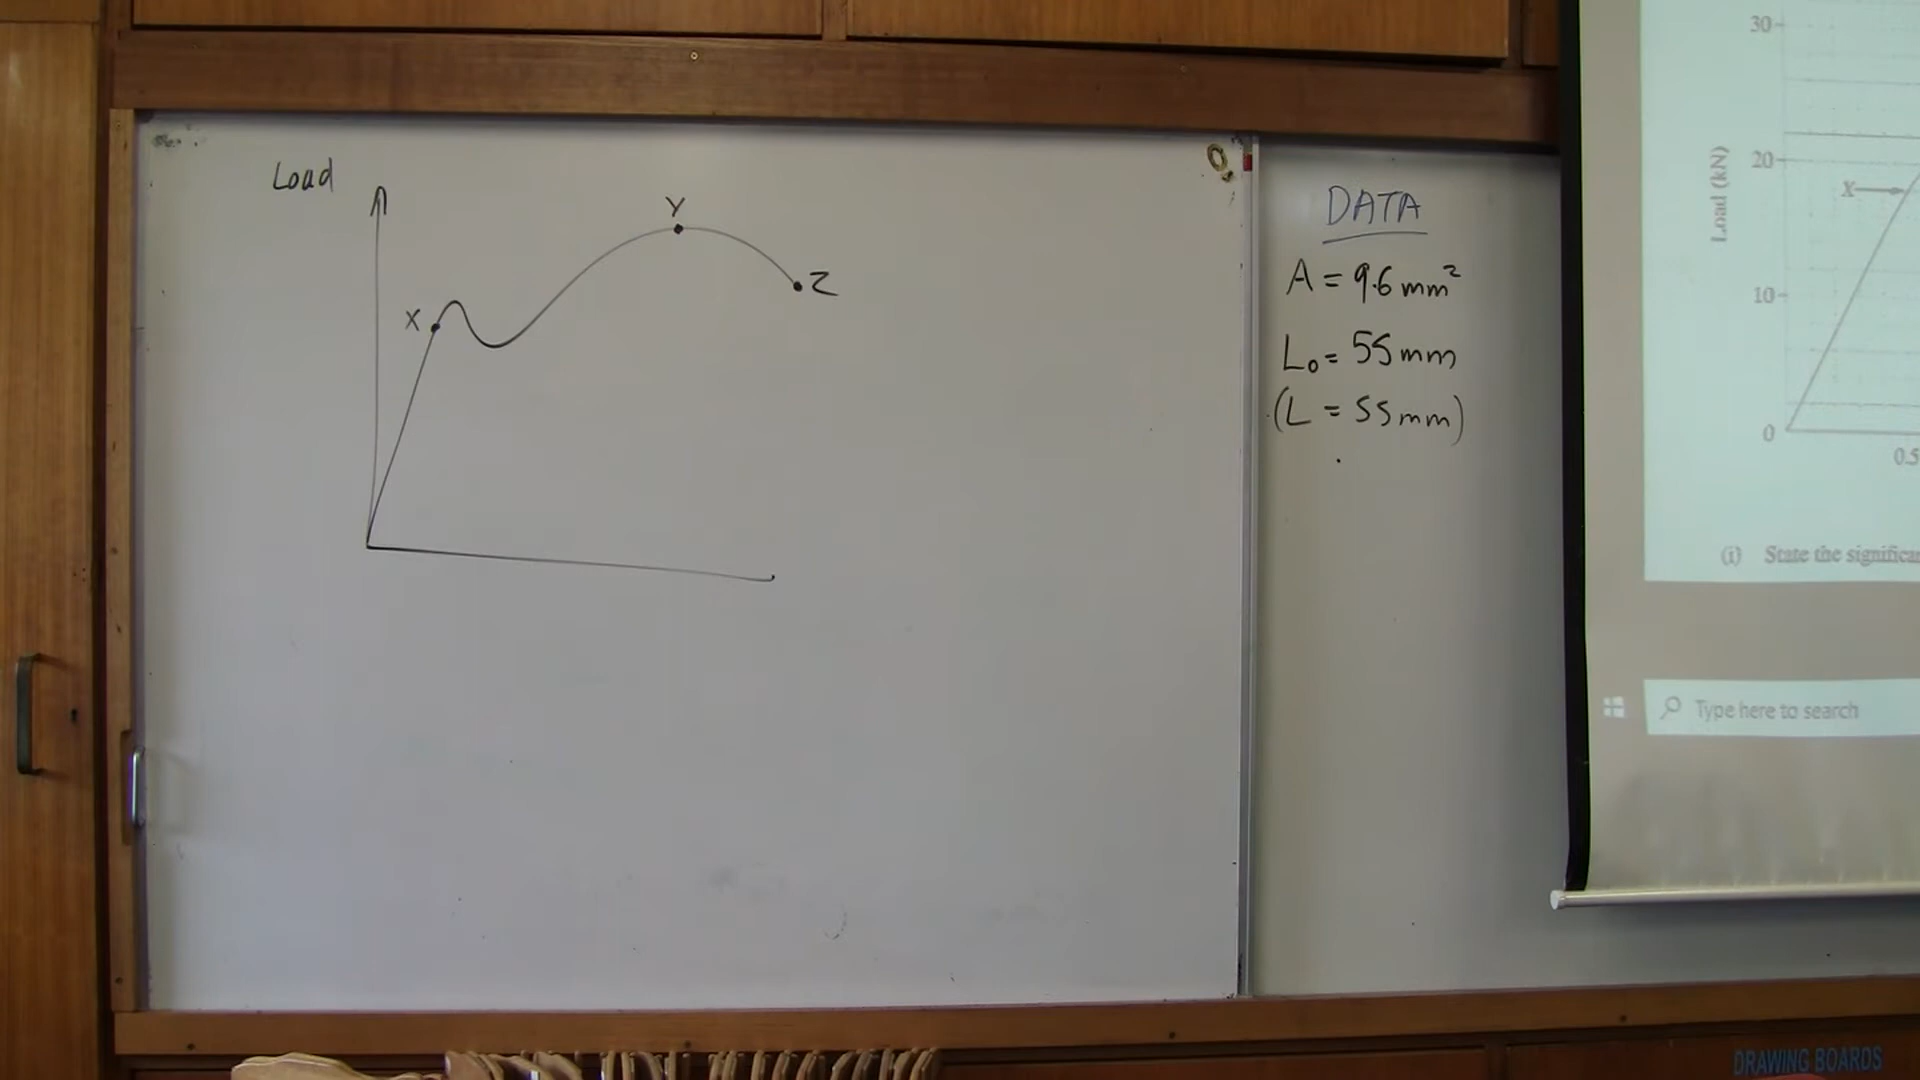 Load
X
Y
Z
DATA
A = 9.6 mm²
L₀ = 55 mm
(L = 55 mm)
30
20
10
0
Load (kN)
X
0.5
(i) State the significan
Type here to search
DRAWING BOARDS